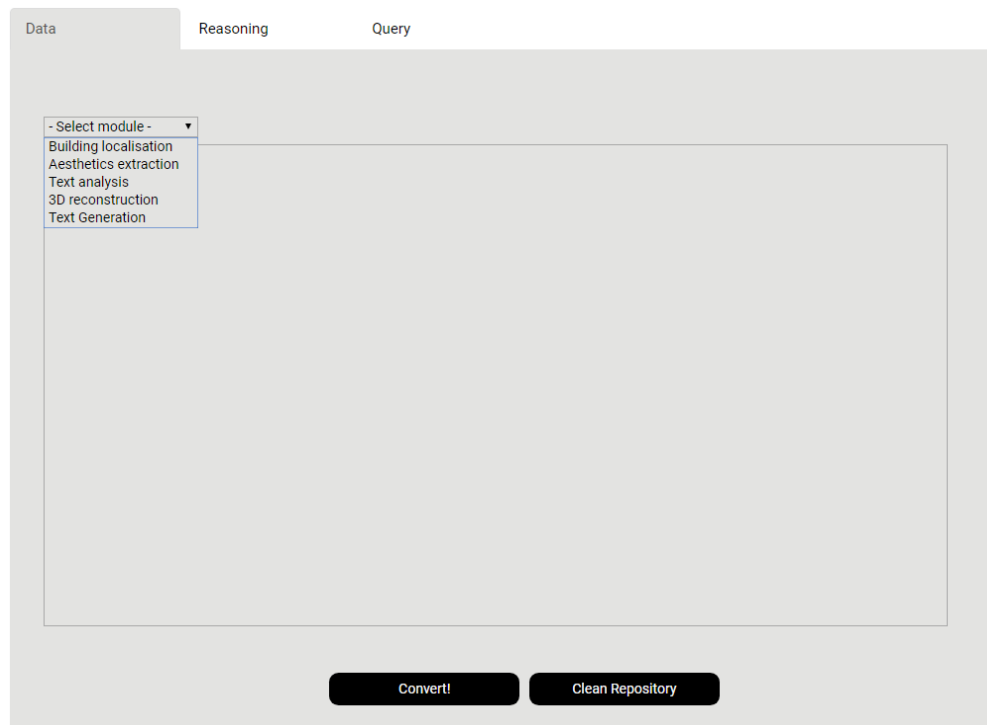 Data Reasoning Query
- Select module -
Building localisation
Aesthetics extraction
Text analysis
3D reconstruction
Text Generation
Convert! Clean Repository